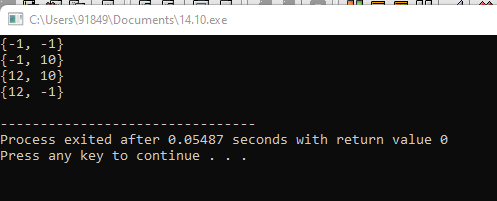 C:\Users\91849\Documents\14.10.exe
{-1, -1}
{-1, 10}
{12, 10}
{12, -1}
--------------------------------
Process exited after 0.05487 seconds with return value 0
Press any key to continue . . .